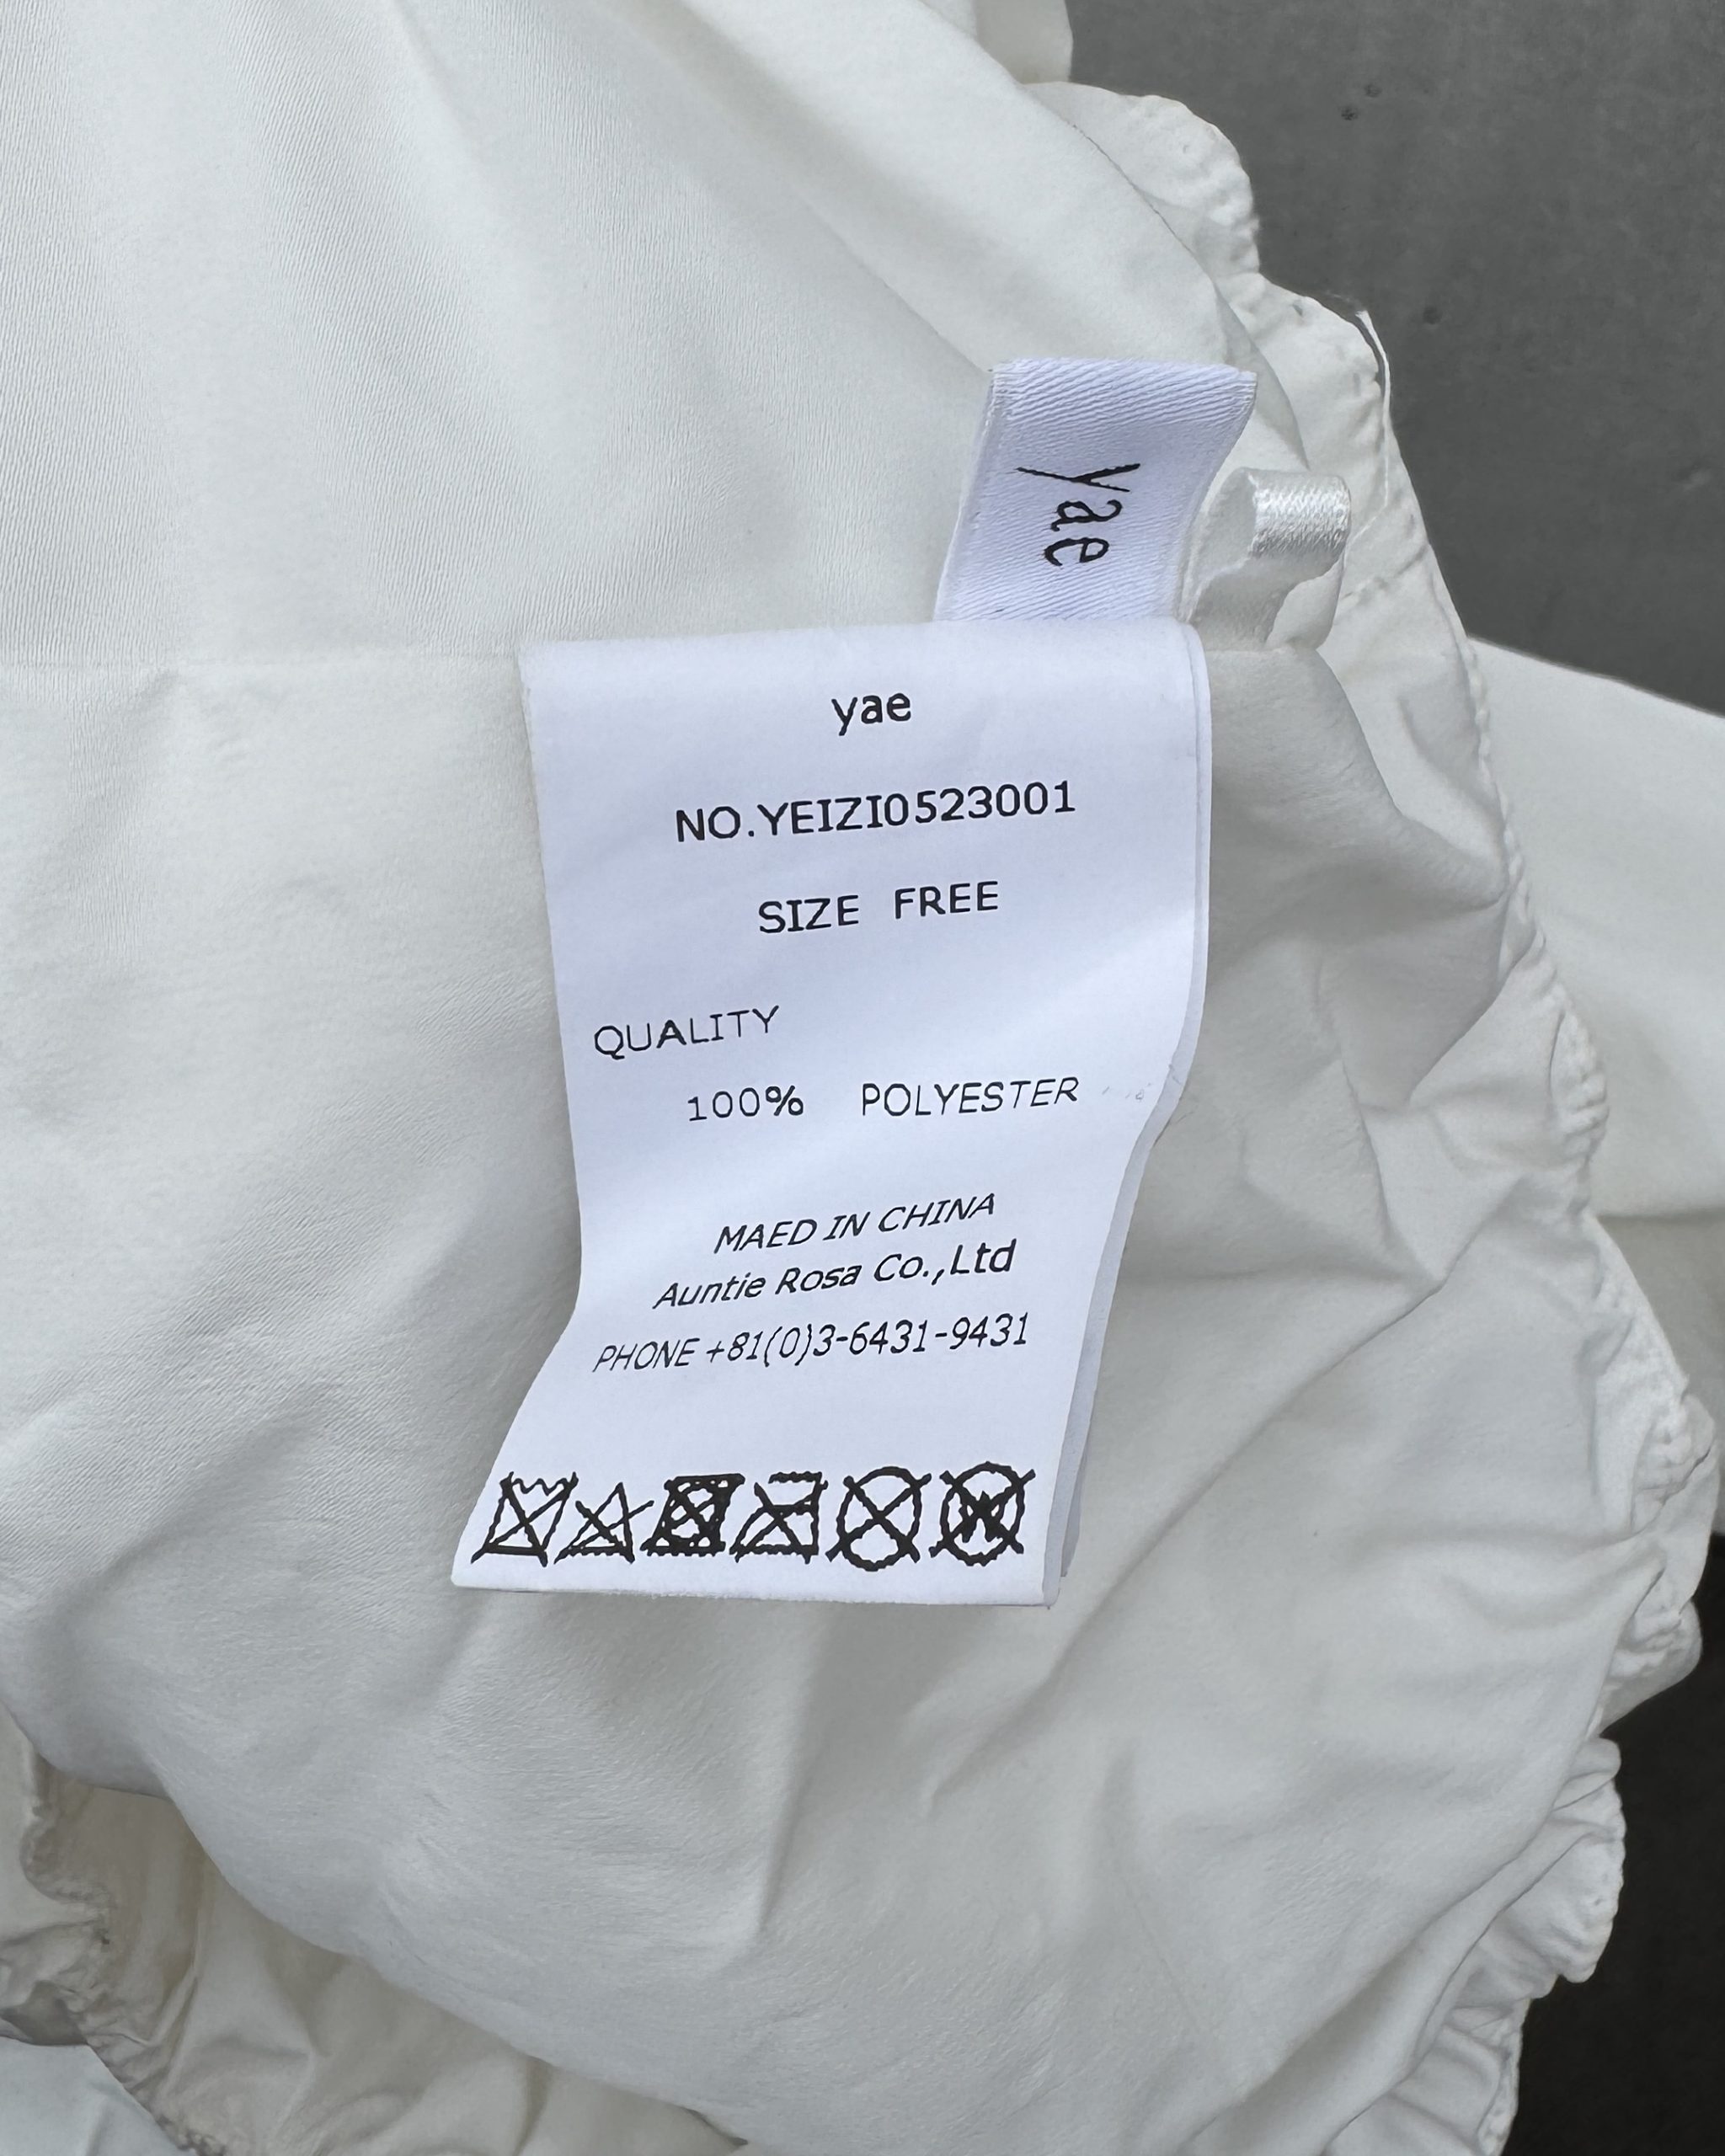 yae
yae
NO.YEIZI0523001
SIZE FREE
QUALITY
100% POLYESTER
MAED IN CHINA
Auntie Rosa Co.,Ltd
PHONE +81(0)3-6431-9431
W